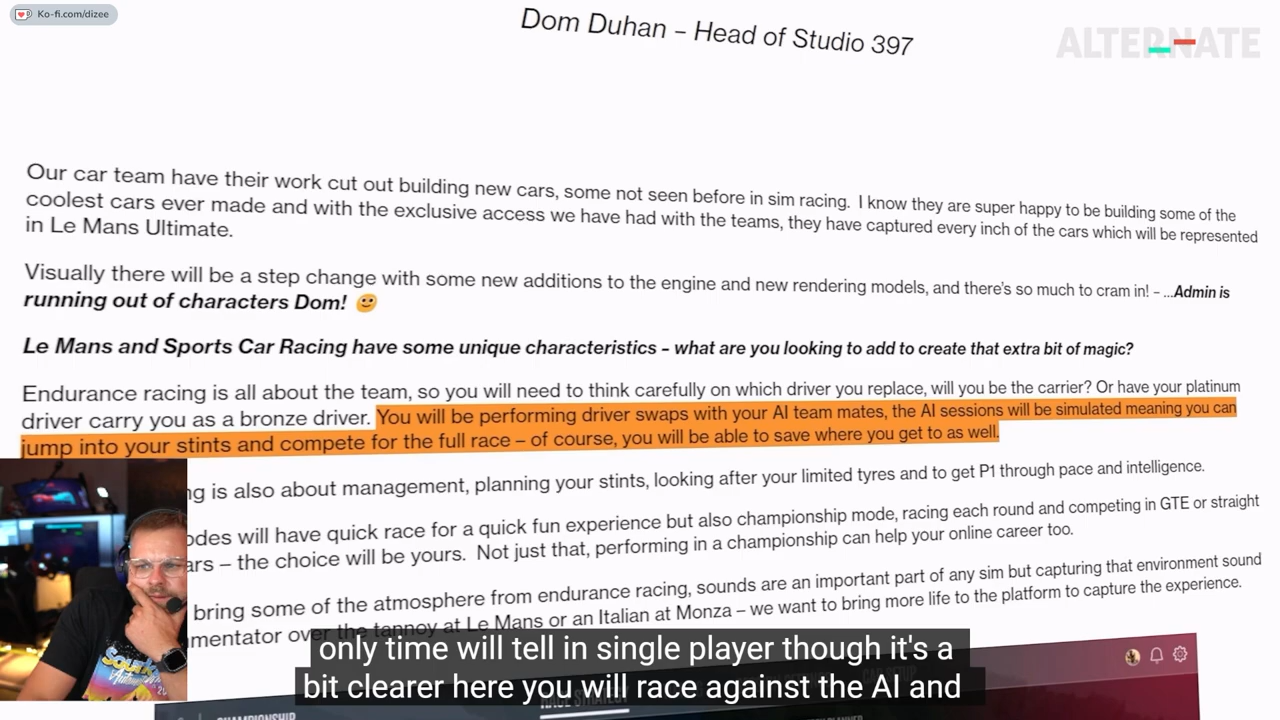 Ko-fi.com/dizee
ALTERNATE
Dom Duhan – Head of Studio 397
Our car team have their work cut out building new cars, some not seen before in sim racing. I know they are super happy to be building some of the
coolest cars ever made and with the exclusive access we have had with the teams, they have captured every inch of the cars which will be represented
in Le Mans Ultimate.
Visually there will be a step change with some new additions to the engine and new rendering models, and there's so much to cram in! - ...Admin is
running out of characters Dom! 🙂
Le Mans and Sports Car Racing have some unique characteristics – what are you looking to add to create that extra bit of magic?
Endurance racing is all about the team, so you will need to think carefully on which driver you replace, will you be the carrier? Or have your platinum
driver carry you as a bronze driver. You will be performing driver swaps with your AI team mates, the AI sessions will be simulated meaning you can
jump into your stints and compete for the full race – of course, you will be able to save where you get to as well.
ng is also about management, planning your stints, looking after your limited tyres and to get P1 through pace and intelligence.
odes will have quick race for a quick fun experience but also championship mode, racing each round and competing in GTE or straight
ars – the choice will be yours. Not just that, performing in a championship can help your online career too.
bring some of the atmosphere from endurance racing, sounds are an important part of any sim but capturing that environment sound
mentator over the tannoy at Le Mans or an Italian at Monza – we want to bring more life to the platform to capture the experience.
only time will tell in single player though it's a
bit clearer here you will race against the AI and
CHAMPIONSHIP